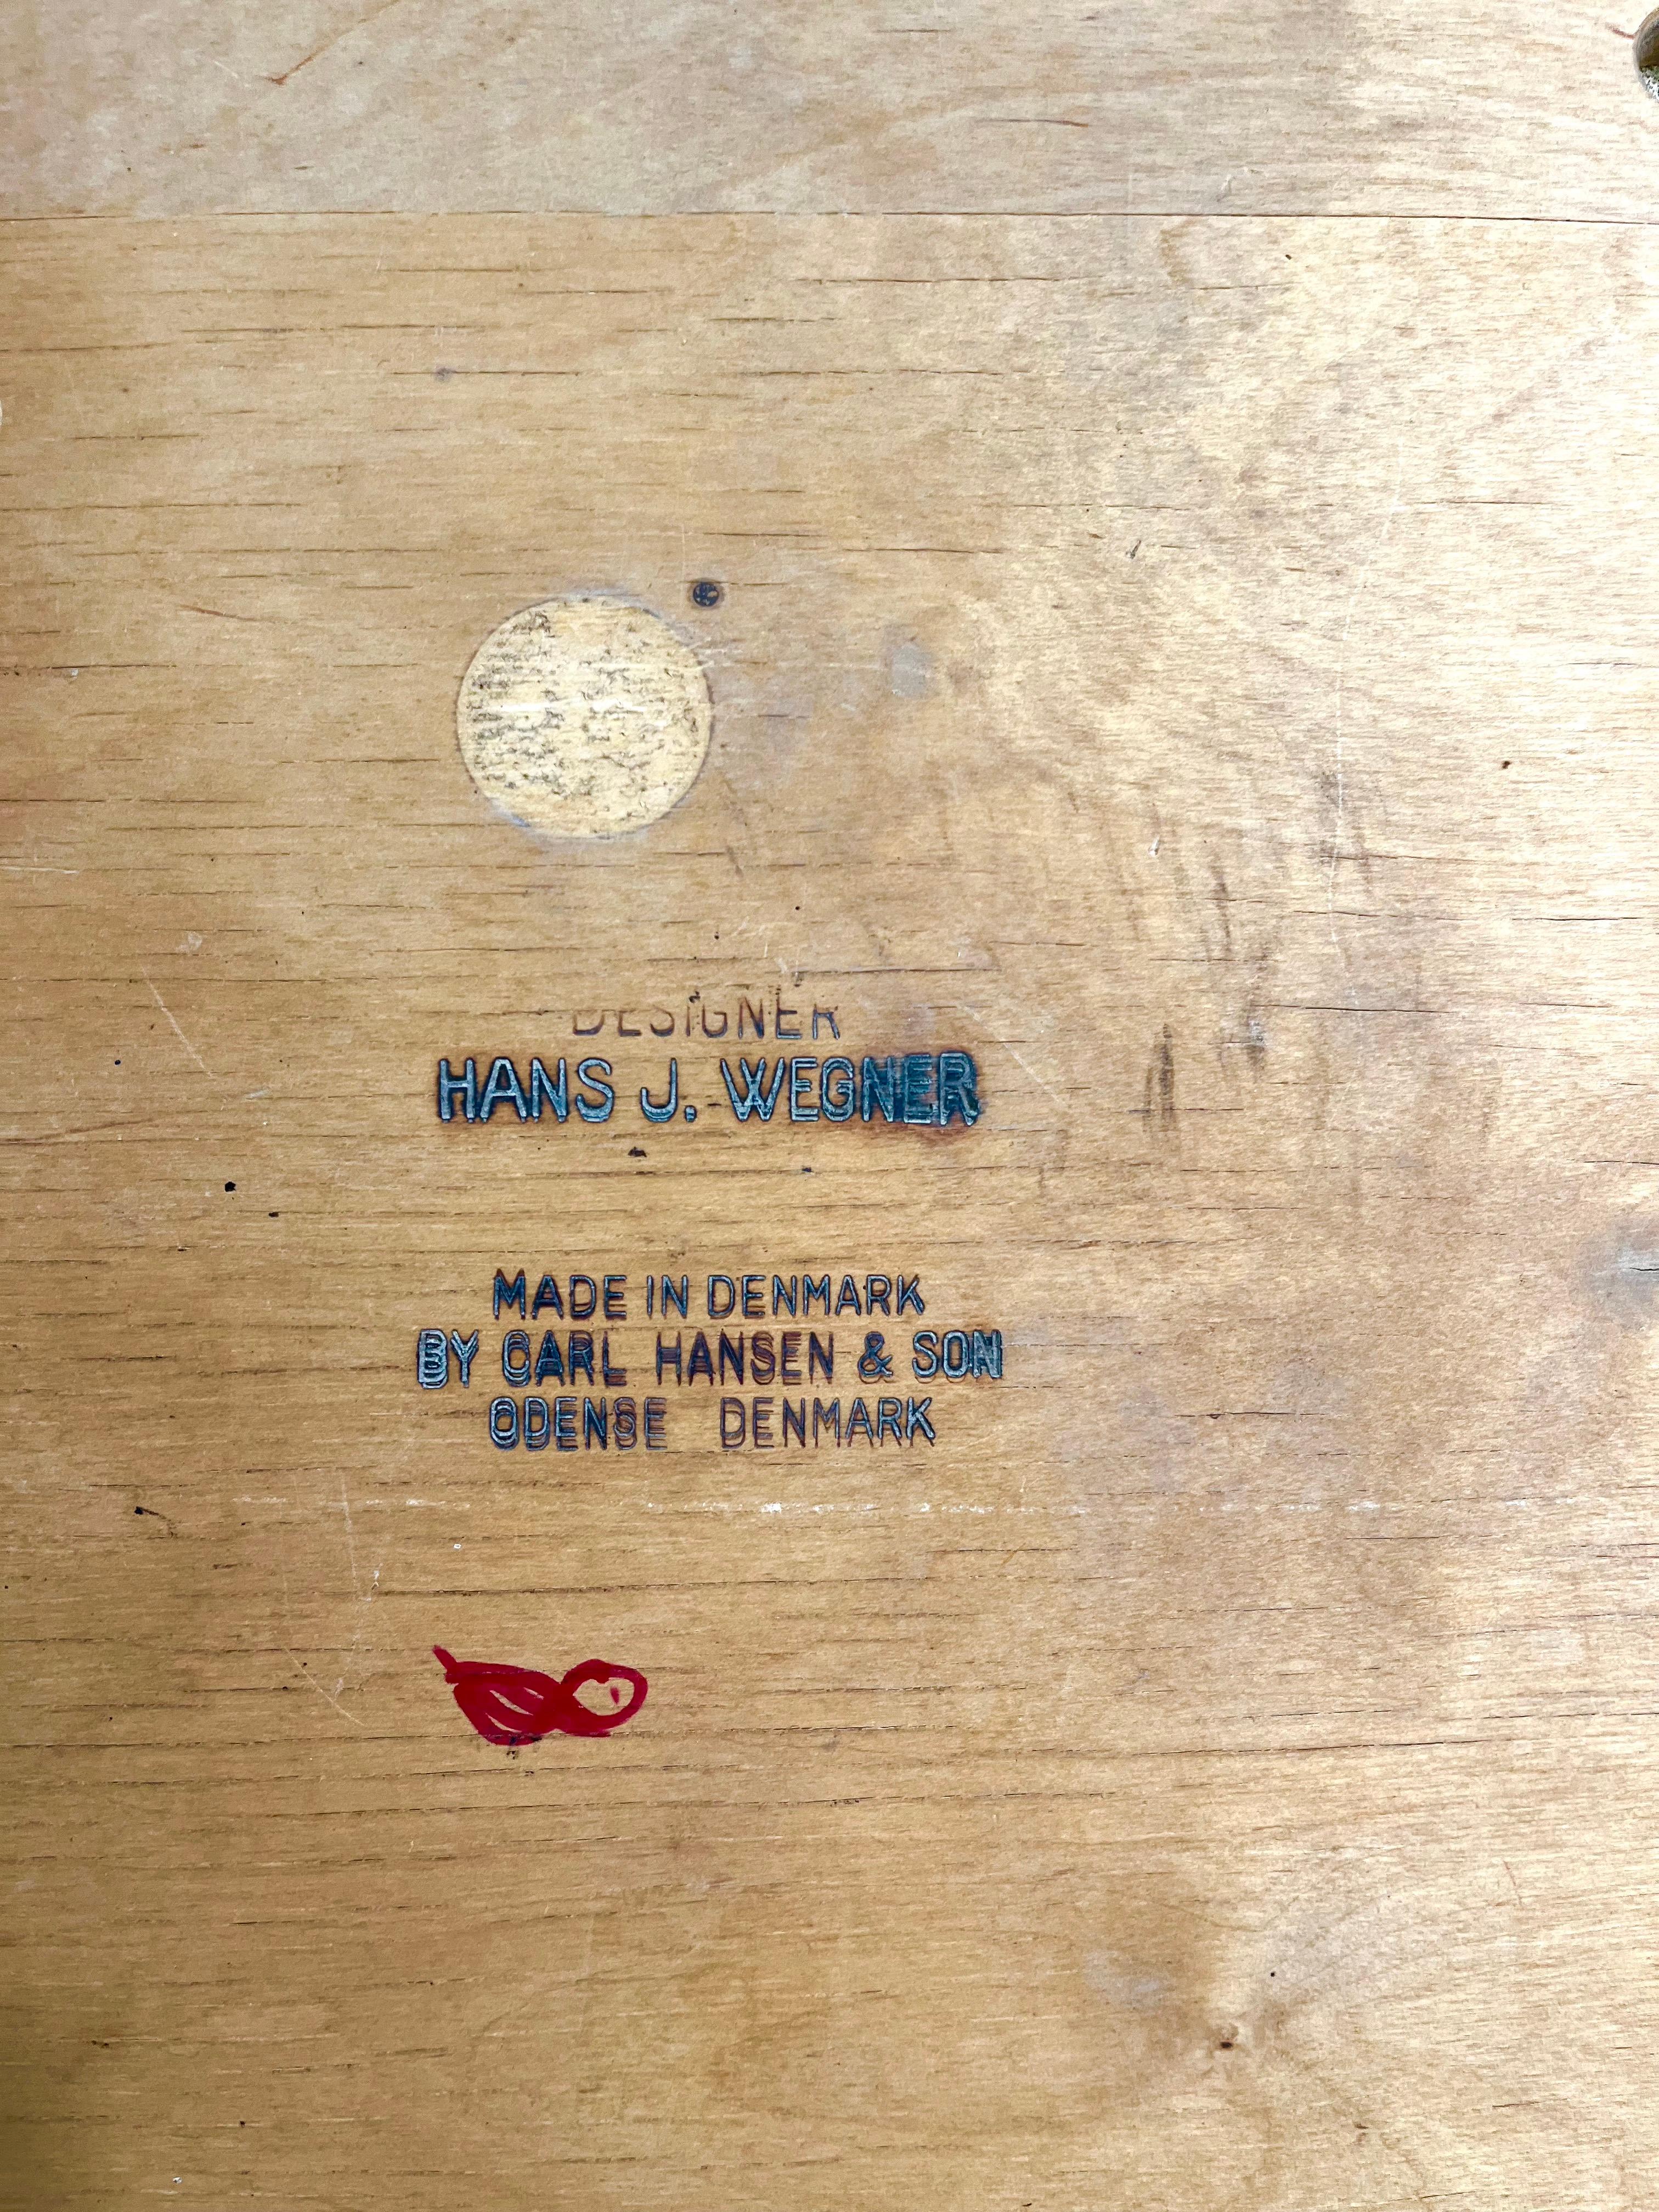 DESIGNER
HANS J. WEGNER
MADE IN DENMARK
BY CARL HANSEN & SON
ODENSE DENMARK